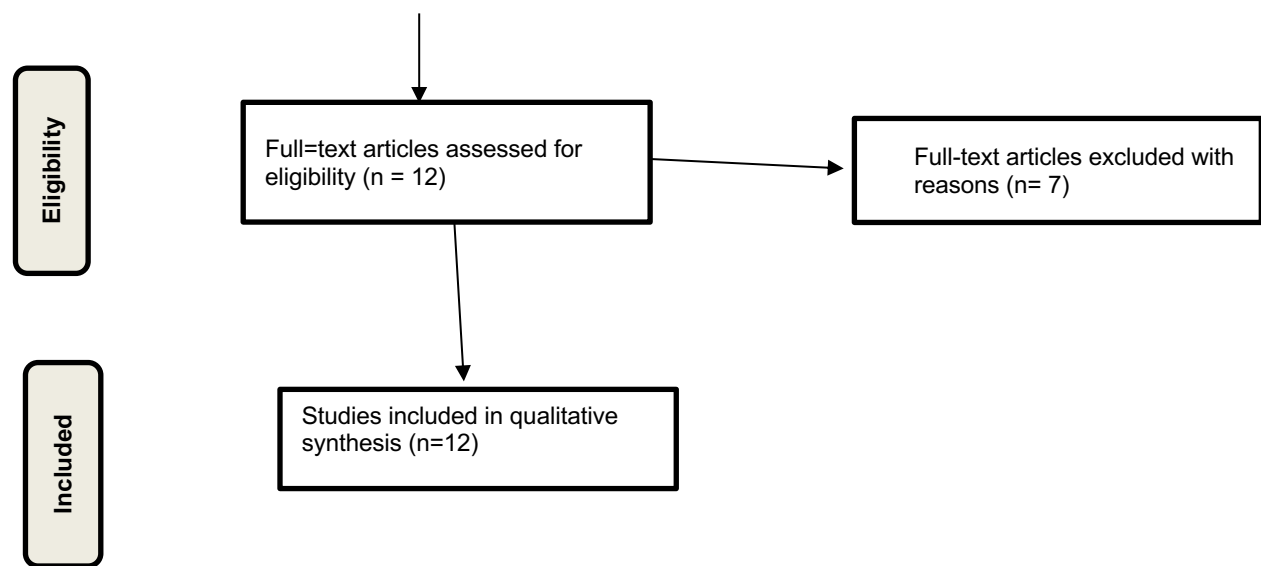 Eligibility
Full=text articles assessed for
eligibility (n = 12)
Full-text articles excluded with
reasons (n= 7)
Included
Studies included in qualitative
synthesis (n=12)